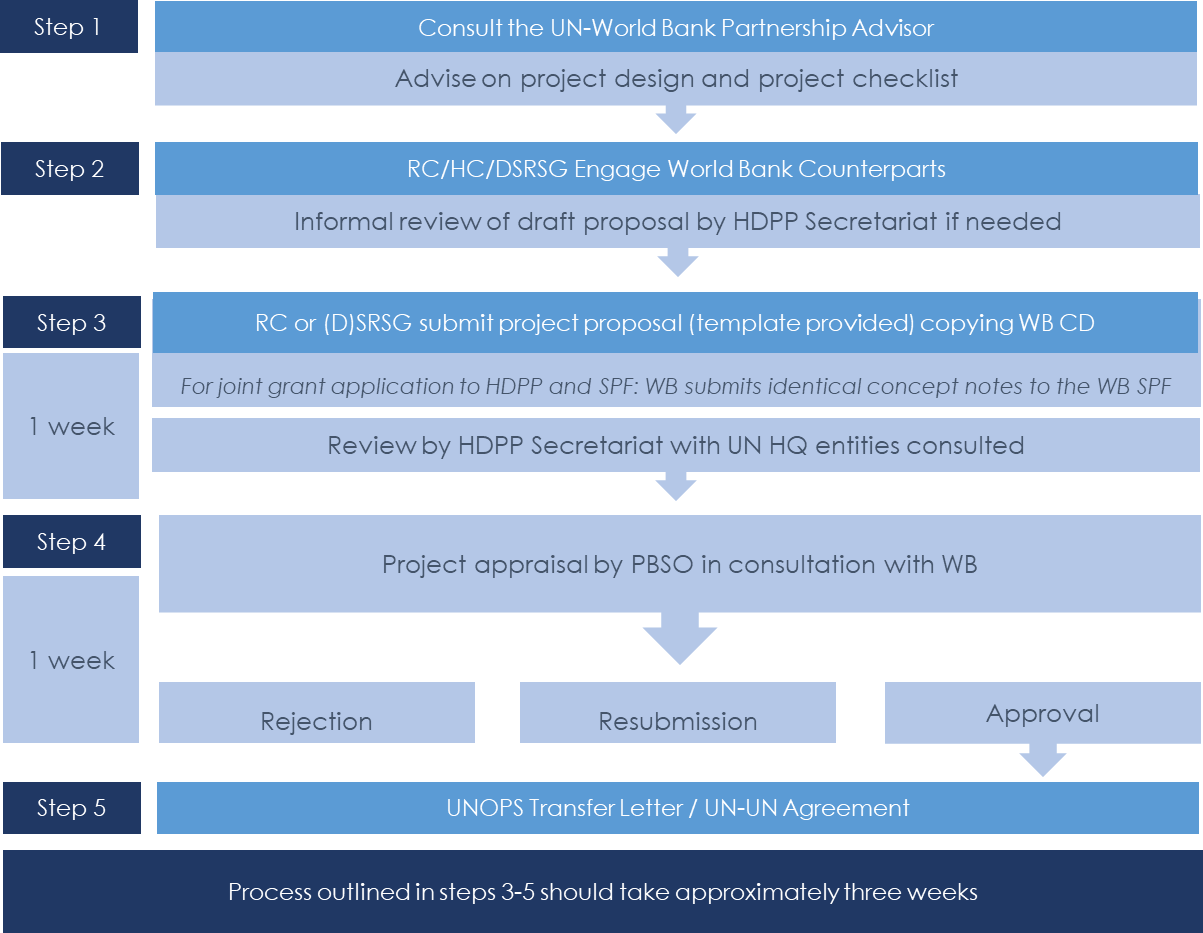 Step 1
Consult the UN-World Bank Partnership Advisor
Advise on project design and project checklist
Step 2
RC/HC/DSRSG Engage World Bank Counterparts
Informal review of draft proposal by HDPP Secretariat if needed
Step 3
RC or (D)SRSG submit project proposal (template provided) copying WB CD
For joint grant application to HDPP and SPF: WB submits identical concept notes to the WB SPF
1 week
Review by HDPP Secretariat with UN HQ entities consulted
Step 4
Project appraisal by PBSO in consultation with WB
1 week
Rejection
Resubmission
Approval
Step 5
UNOPS Transfer Letter / UN-UN Agreement
Process outlined in steps 3-5 should take approximately three weeks